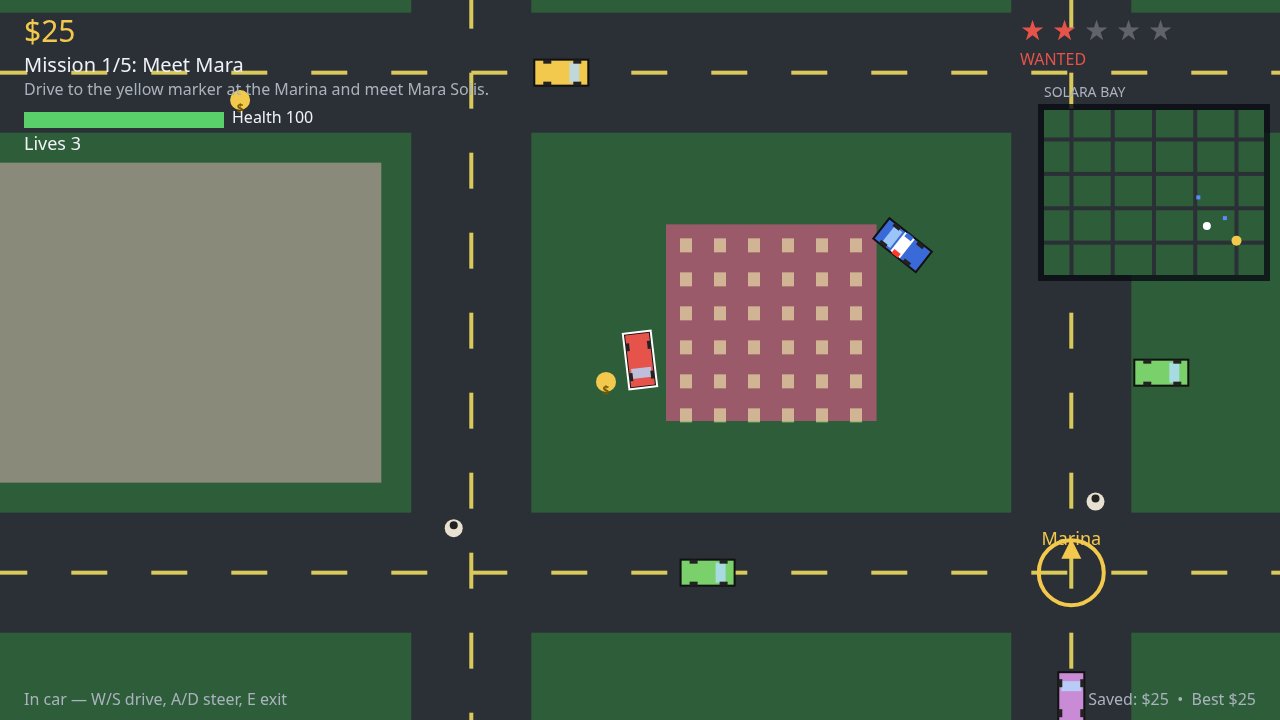 $25
Mission 1/5: Meet Mara
Drive to the yellow marker at the Marina and meet Mara Solis.
Health 100
Lives 3
WANTED
SOLARA BAY
$
$
Marina
In car — W/S drive, A/D steer, E exit
Saved: $25 • Best $25